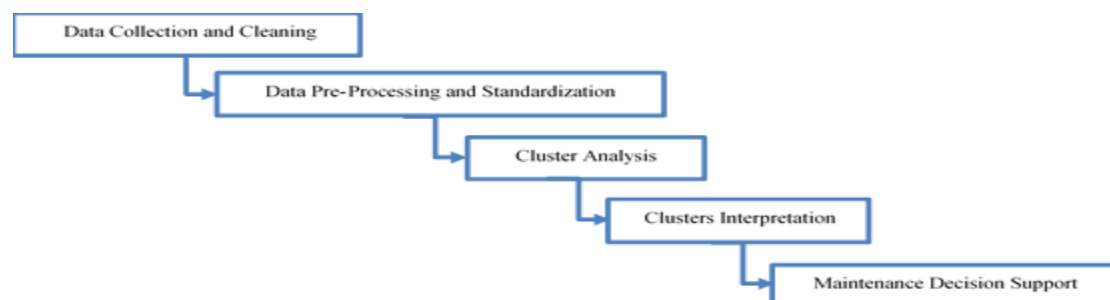 Data Collection and Cleaning
Data Pre-Processing and Standardization
Cluster Analysis
Clusters Interpretation
Maintenance Decision Support